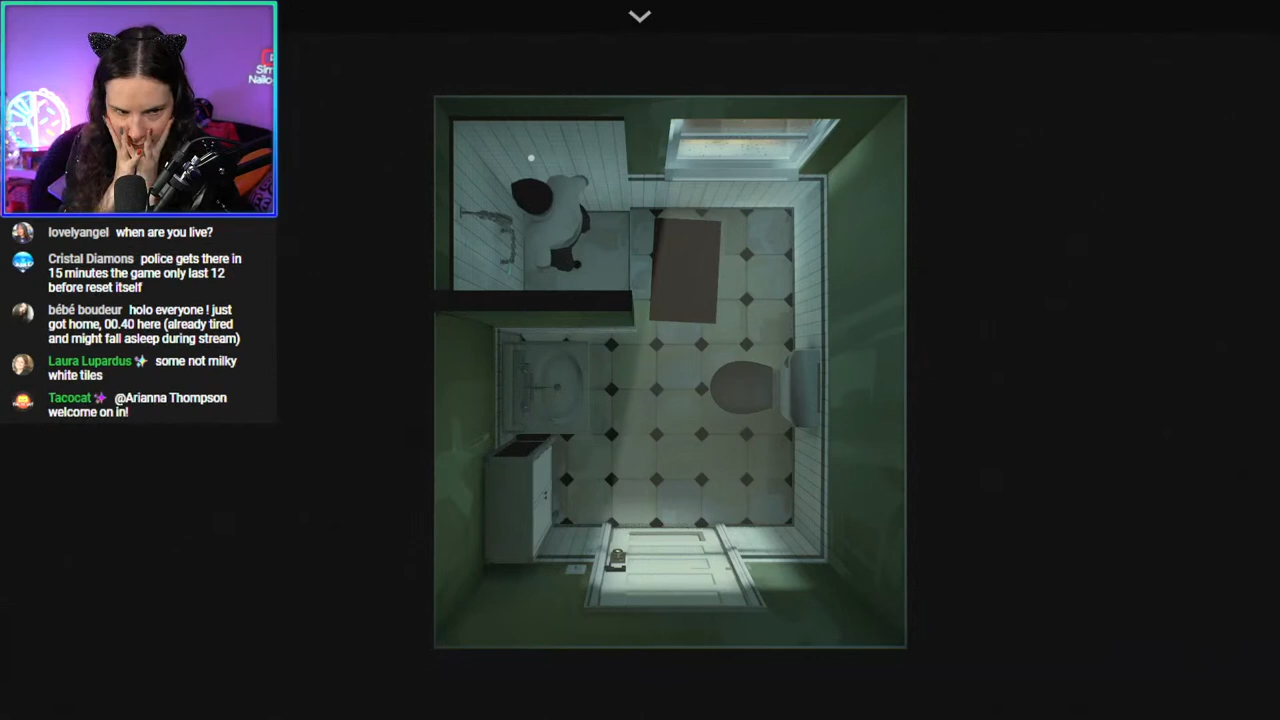 lovelyangel when are you live?
Cristal Diamons police gets there in
15 minutes the game only last 12
before reset itself
bébé boudeur holo everyone ! just
got home, 00.40 here (already tired
and might fall asleep during stream)
Laura Lupardus some not milky
white tiles
Tacocat @Arianna Thompson
welcome on in!